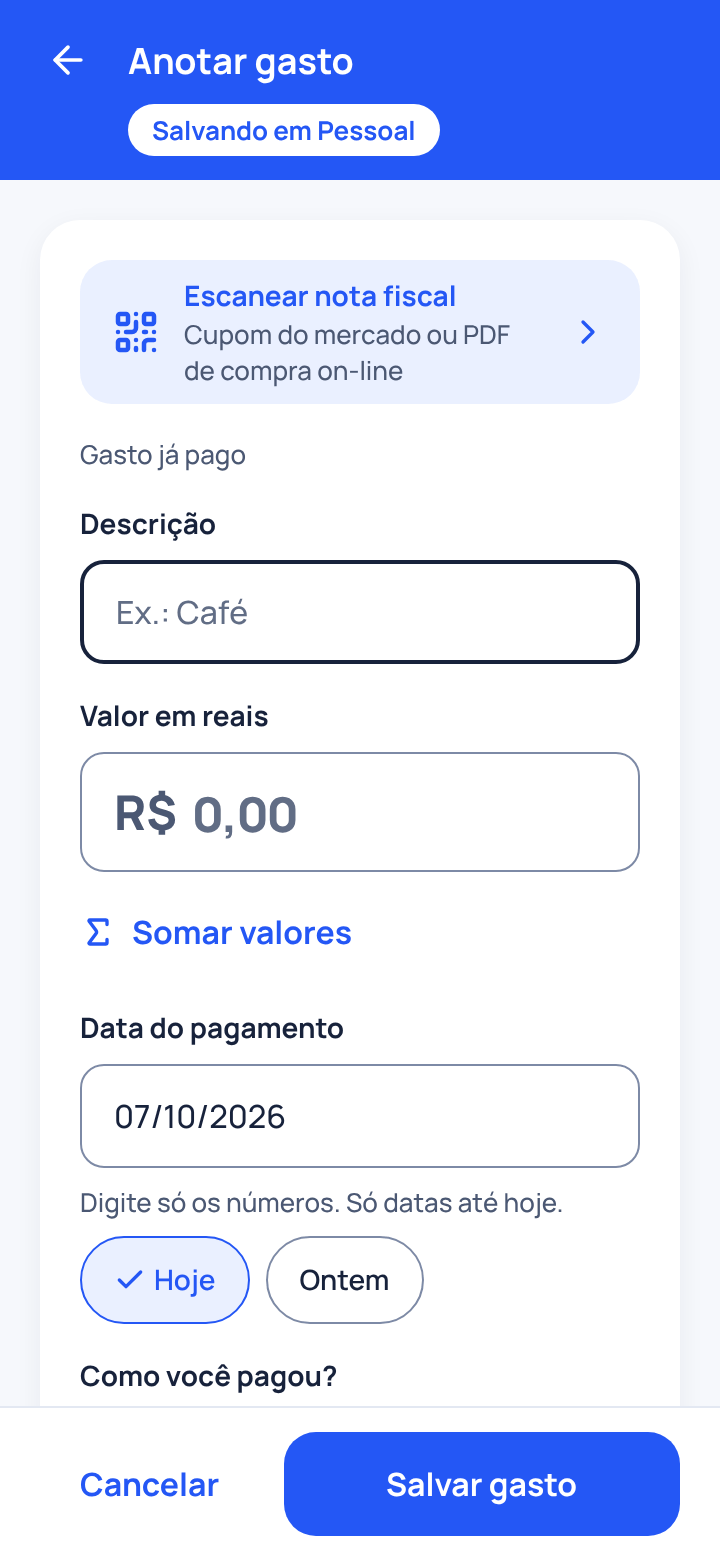 Anotar gasto
Salvando em Pessoal
Escanear nota fiscal
Cupom do mercado ou PDF
de compra on-line
Gasto já pago
Descrição
Ex.: Café
Valor em reais
R$ 0,00
Σ Somar valores
Data do pagamento
07/10/2026
Digite só os números. Só datas até hoje.
Hoje
Ontem
Como você pagou?
Cancelar
Salvar gasto